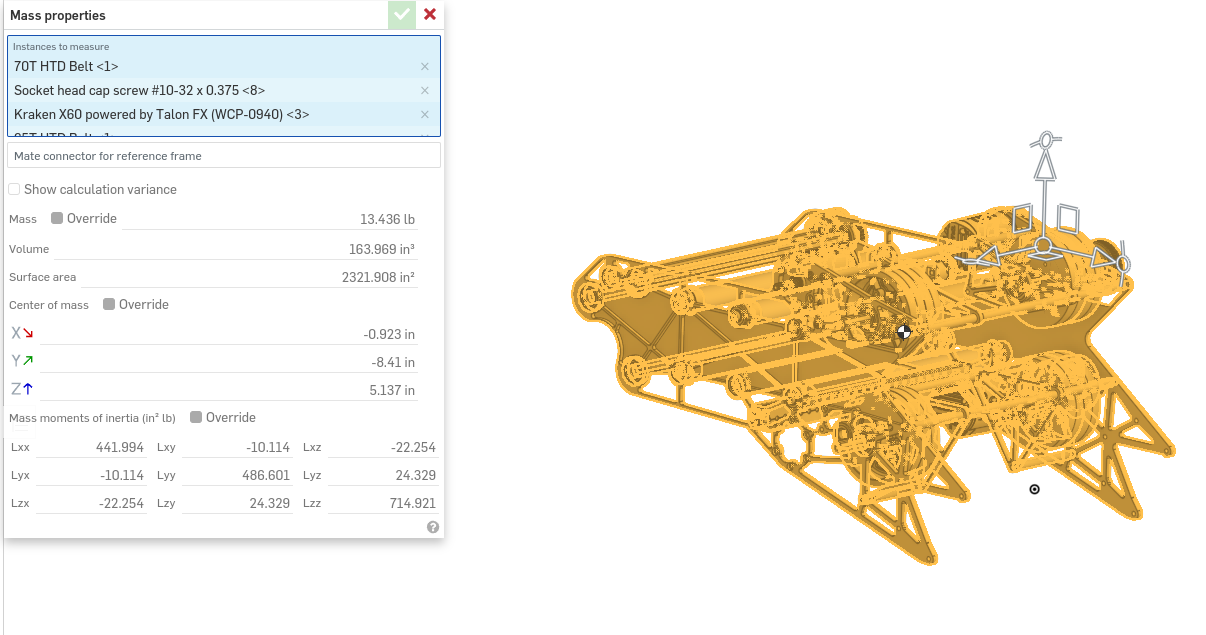 Mass properties
Instances to measure
70T HTD Belt <1>
Socket head cap screw #10-32 x 0.375 <8>
Kraken X60 powered by Talon FX (WCP-0940) <3>
Mate connector for reference frame
Show calculation variance
Mass Override 13.436 lb
Volume 163.969 in³
Surface area 2321.908 in²
Center of mass Override
X -0.923 in
Y -8.41 in
Z 5.137 in
Mass moments of inertia (in² lb) Override
Lxx 441.994 Lxy -10.114 Lxz -22.254
Lyx -10.114 Lyy 486.601 Lyz 24.329
Lzx -22.254 Lzy 24.329 Lzz 714.921